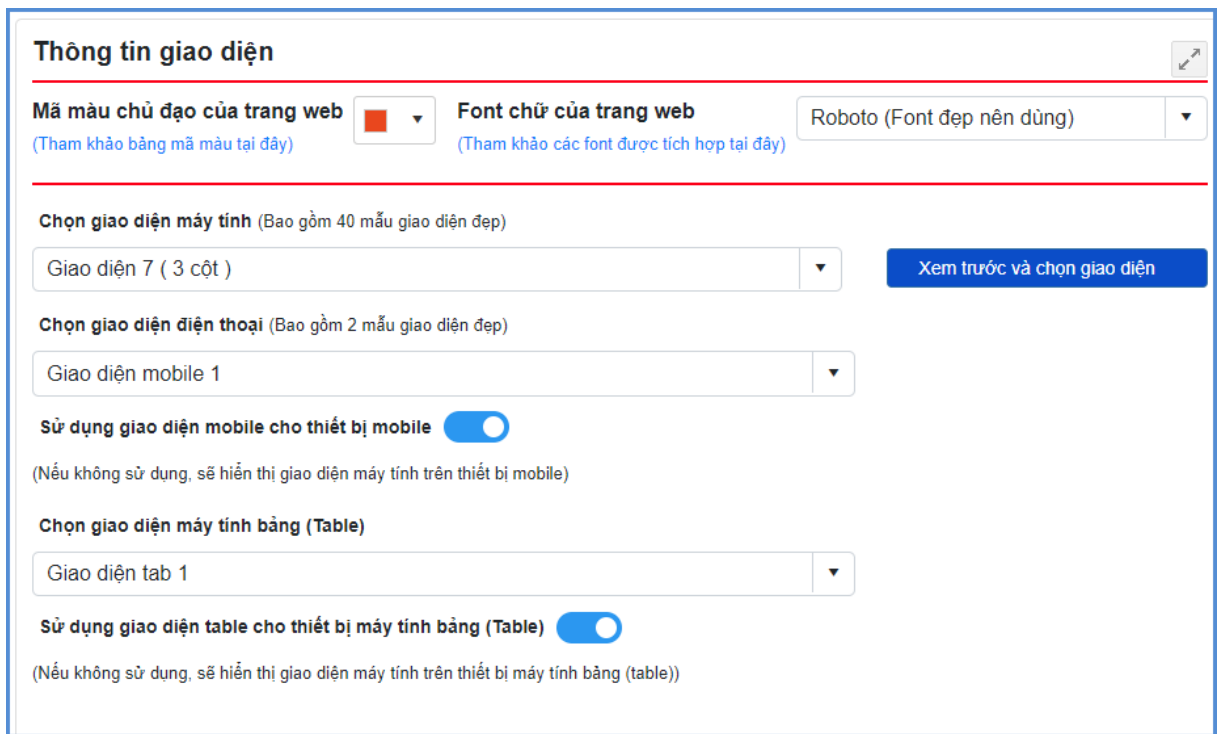 Thông tin giao diện
Mã màu chủ đạo của trang web
(Tham khảo bảng mã màu tại đây)
Font chữ của trang web
(Tham khảo các font được tích hợp tại đây)
Roboto (Font đẹp nên dùng)
Chọn giao diện máy tính (Bao gồm 40 mẫu giao diện đẹp)
Giao diện 7 ( 3 cột )
Xem trước và chọn giao diện
Chọn giao diện điện thoại (Bao gồm 2 mẫu giao diện đẹp)
Giao diện mobile 1
Sử dụng giao diện mobile cho thiết bị mobile
(Nếu không sử dụng, sẽ hiển thị giao diện máy tính trên thiết bị mobile)
Chọn giao diện máy tính bảng (Table)
Giao diện tab 1
Sử dụng giao diện table cho thiết bị máy tính bảng (Table)
(Nếu không sử dụng, sẽ hiển thị giao diện máy tính trên thiết bị máy tính bảng (table))